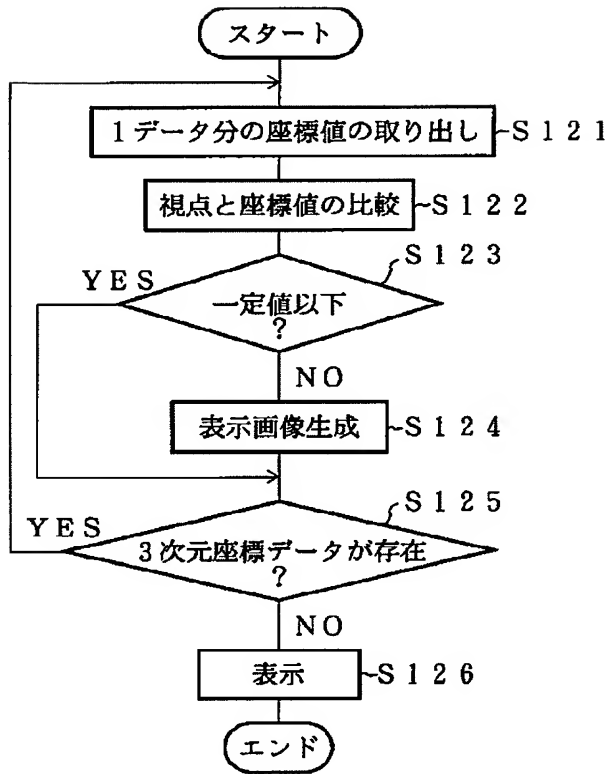 スタート
1データ分の座標値の取り出し S121
視点と座標値の比較 S122
S123
YES
一定値以下
?
NO
表示画像生成 S124
S125
YES
3次元座標データが存在
?
NO
表示 S126
エンド